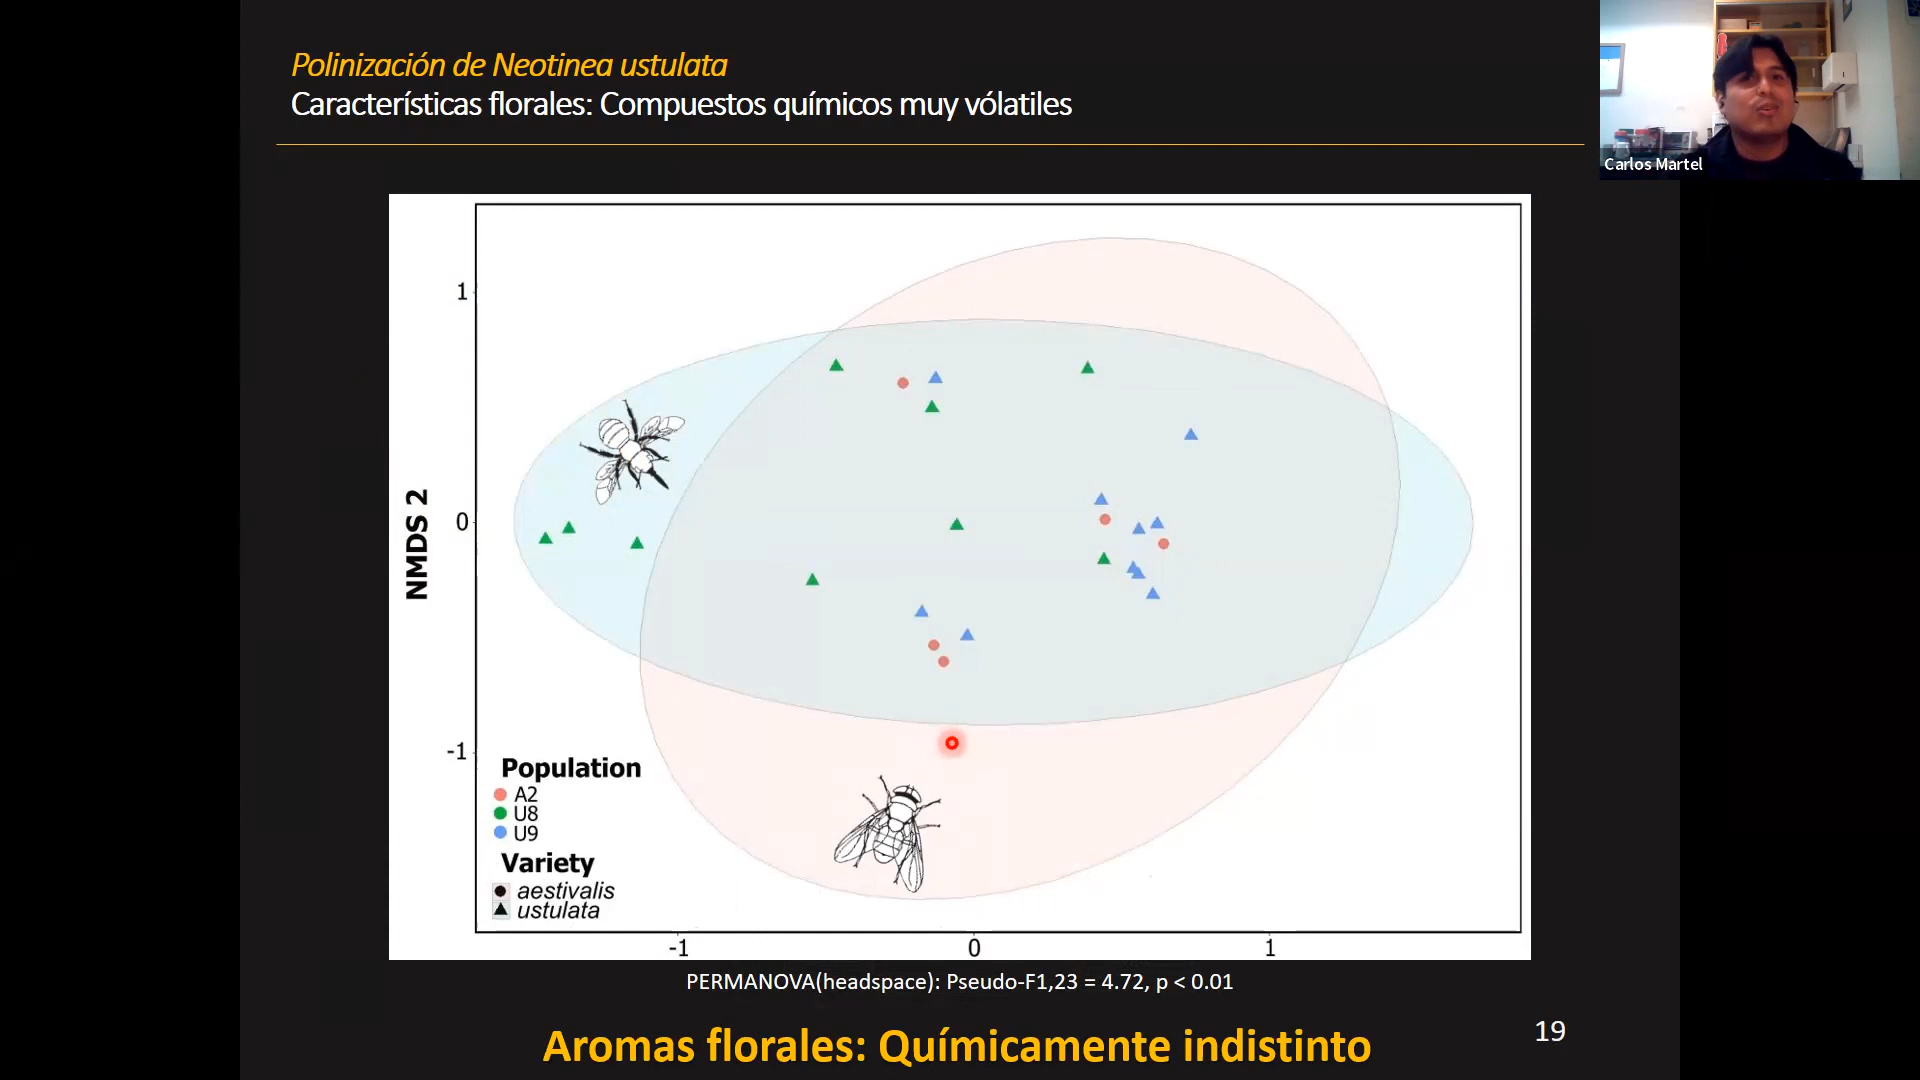 Polinización de Neotinea ustulata
Características florales: Compuestos químicos muy vólatiles
Carlos Martel
1
0
-1
NMDS 2
Population
A2
U8
U9
Variety
aestivalis
ustulata
-1
0
1
PERMANOVA(headspace): Pseudo-F1,23 = 4.72, p < 0.01
Aromas florales: Químicamente indistinto
19